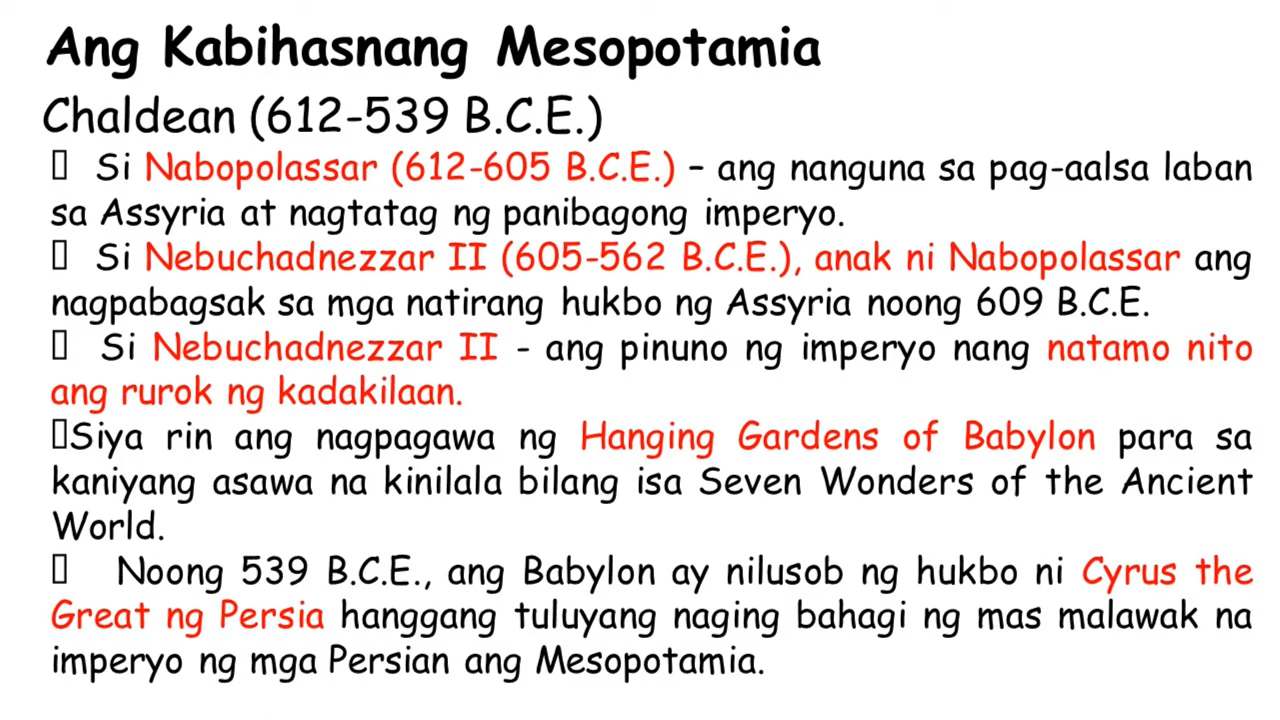 Ang Kabihasnang Mesopotamia
Chaldean (612-539 B.C.E.)
▯ Si Nabopolassar (612-605 B.C.E.) – ang nanguna sa pag-aalsa laban
sa Assyria at nagtatag ng panibagong imperyo.
▯ Si Nebuchadnezzar II (605-562 B.C.E.), anak ni Nabopolassar ang
nagpabagsak sa mga natirang hukbo ng Assyria noong 609 B.C.E.
▯ Si Nebuchadnezzar II - ang pinuno ng imperyo nang natamo nito
ang rurok ng kadakilaan.
▯Siya rin ang nagpagawa ng Hanging Gardens of Babylon para sa
kaniyang asawa na kinilala bilang isa Seven Wonders of the Ancient
World.
▯ Noong 539 B.C.E., ang Babylon ay nilusob ng hukbo ni Cyrus the
Great ng Persia hanggang tuluyang naging bahagi ng mas malawak na
imperyo ng mga Persian ang Mesopotamia.